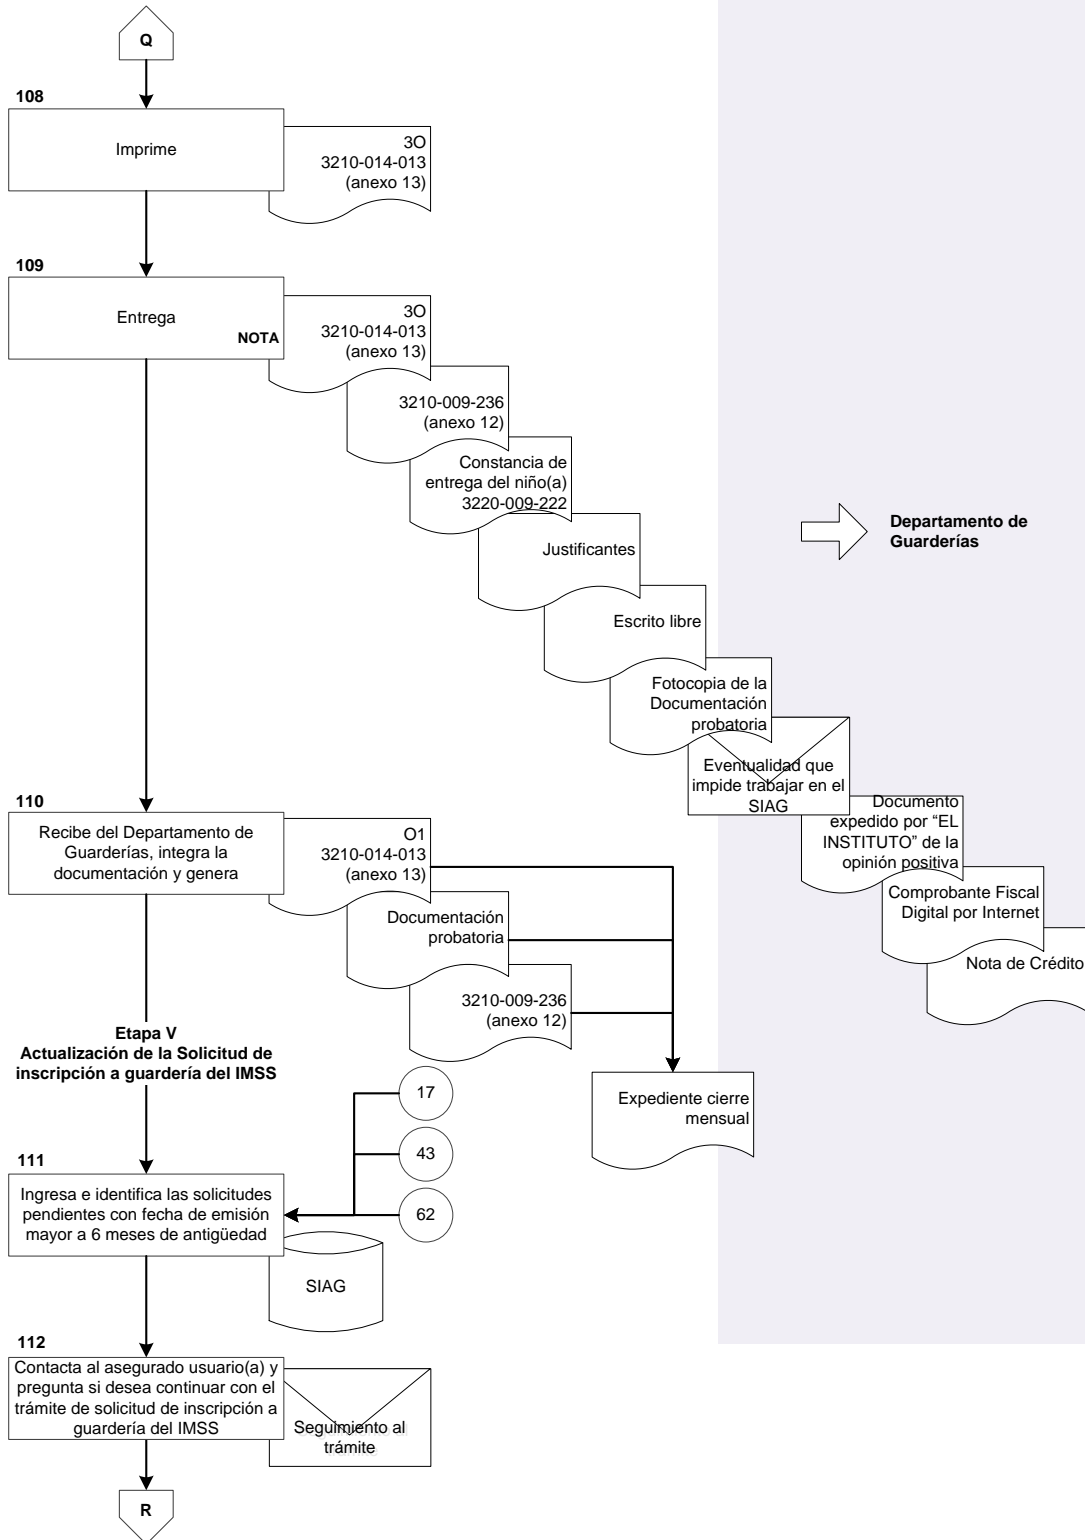 Q
108
Imprime
3O
3210-014-013
(anexo 13)
109
Entrega
NOTA
3O
3210-014-013
(anexo 13)
3210-009-236
(anexo 12)
Constancia de
entrega del niño(a)
3220-009-222
Justificantes
Departamento de
Guarderías
Escrito libre
Fotocopia de la
Documentación
probatoria
Eventualidad que
impide trabajar en el
SIAG
Documento
expedido por “EL
INSTITUTO” de la
opinión positiva
Comprobante Fiscal
Digital por Internet
Nota de Crédito
110
Recibe del Departamento de
Guarderías, integra la
documentación y genera
O1
3210-014-013
(anexo 13)
Documentación
probatoria
3210-009-236
(anexo 12)
Expediente cierre
mensual
Etapa V
Actualización de la Solicitud de
inscripción a guardería del IMSS
17
43
62
111
Ingresa e identifica las solicitudes
pendientes con fecha de emisión
mayor a 6 meses de antigüedad
SIAG
112
Contacta al asegurado usuario(a) y
pregunta si desea continuar con el
trámite de solicitud de inscripción a
guardería del IMSS
Seguimiento al
trámite
R